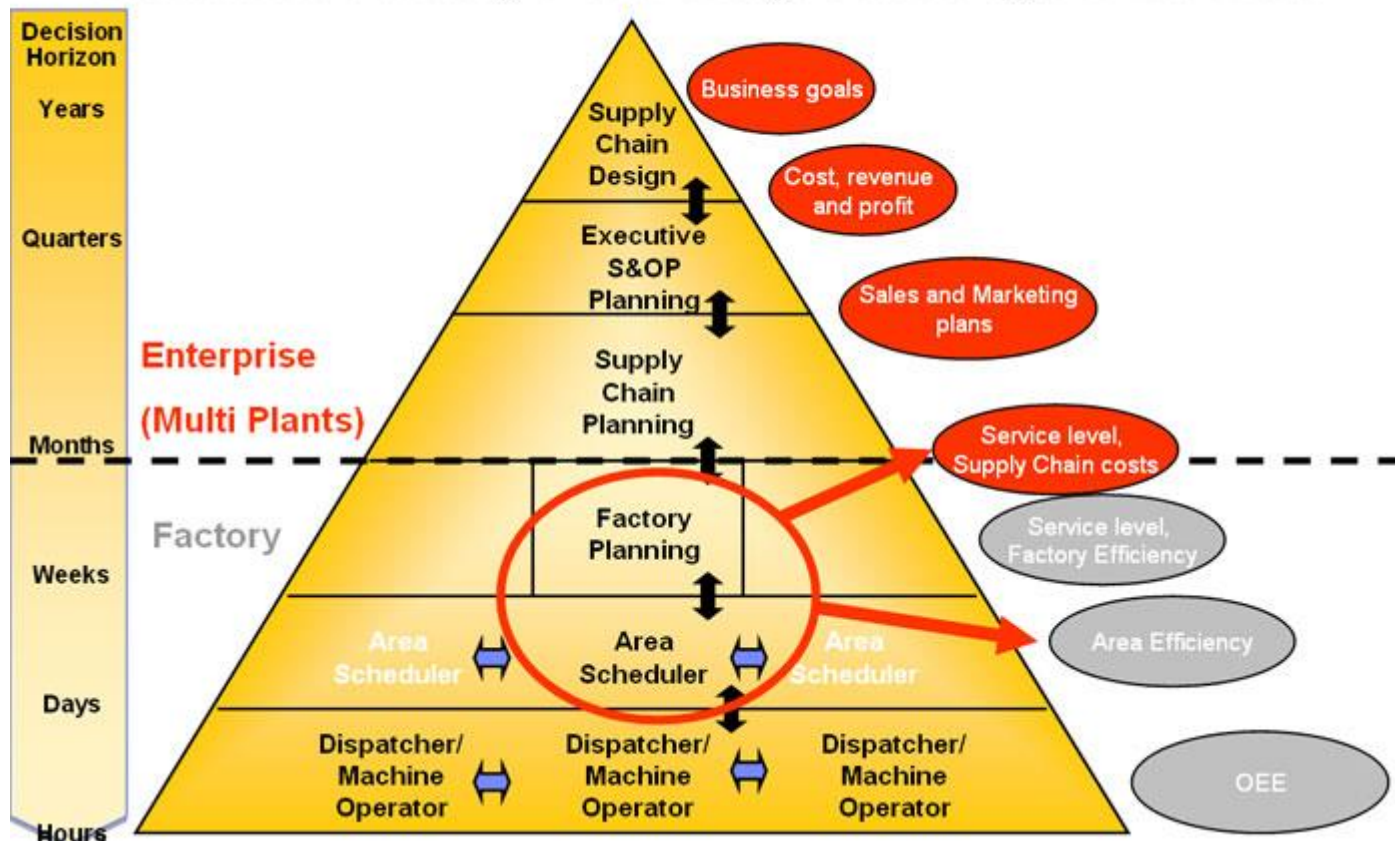 Decision
Horizon
Years
Quarters
Months
Weeks
Days
Hours
Enterprise
(Multi Plants)
Factory
Supply
Chain
Design
Executive
S&OP
Planning
Supply
Chain
Planning
Factory
Planning
Area
Scheduler
Area
Scheduler
Area
Scheduler
Dispatcher/
Machine
Operator
Dispatcher/
Machine
Operator
Dispatcher/
Machine
Operator
Business goals
Cost, revenue
and profit
Sales and Marketing
plans
Service level,
Supply Chain costs
Service level,
Factory Efficiency
Area Efficiency
OEE